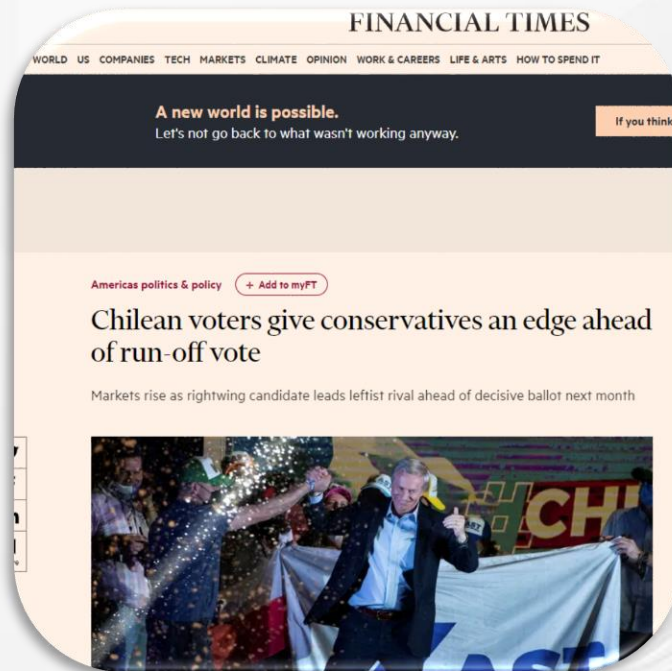 FINANCIAL TIMES
WORLD US COMPANIES TECH MARKETS CLIMATE OPINION WORK & CAREERS LIFE & ARTS HOW TO SPEND IT
A new world is possible.
Let's not go back to what wasn't working anyway.
If you think
Americas politics & policy + Add to myFT
Chilean voters give conservatives an edge ahead
of run-off vote
Markets rise as rightwing candidate leads leftist rival ahead of decisive ballot next month
#CHI
AST
AST